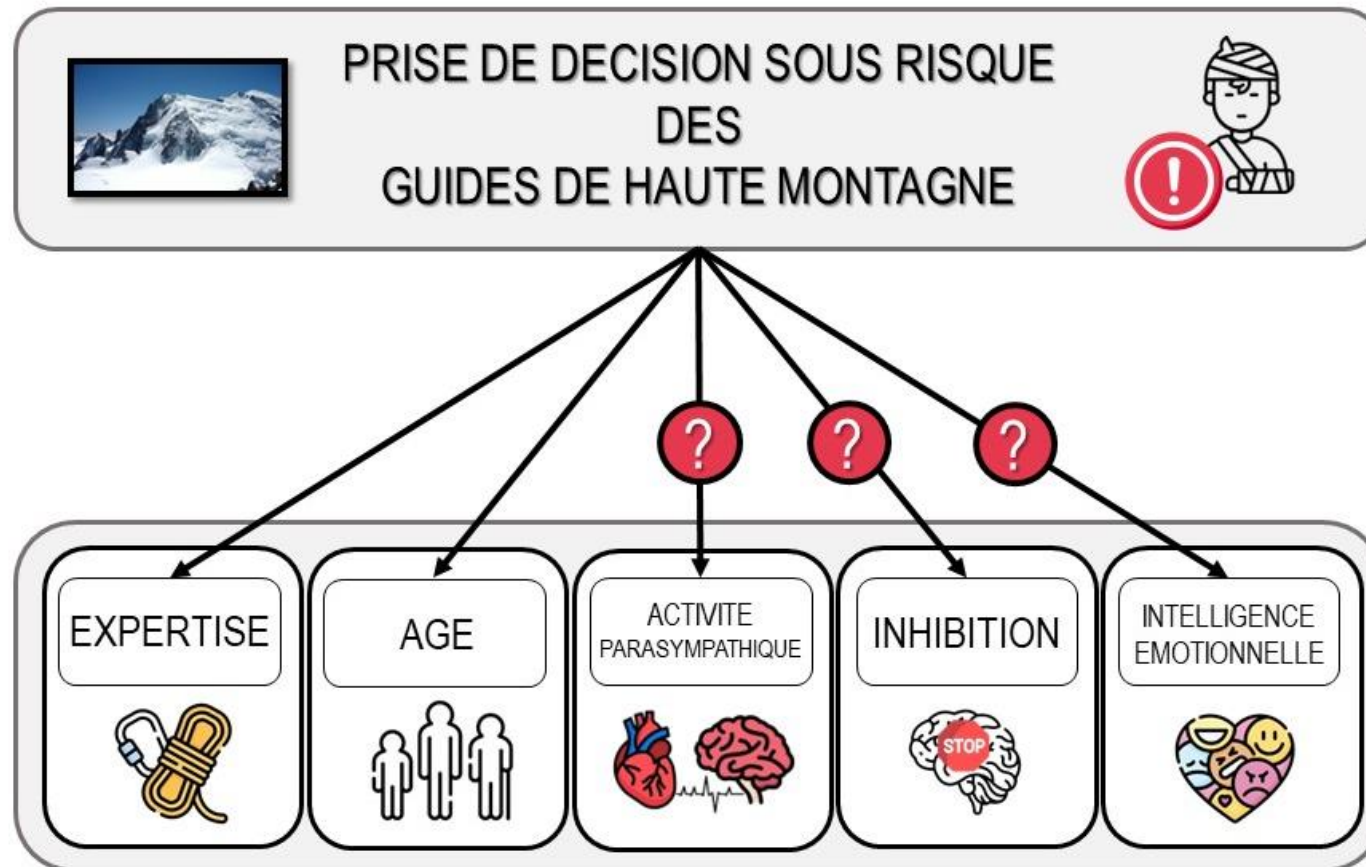 PRISE DE DECISION SOUS RISQUE
DES
GUIDES DE HAUTE MONTAGNE
!
?
?
?
EXPERTISE
AGE
ACTIVITE
PARASYMPATHIQUE
INHIBITION
INTELLIGENCE
EMOTIONNELLE
STOP